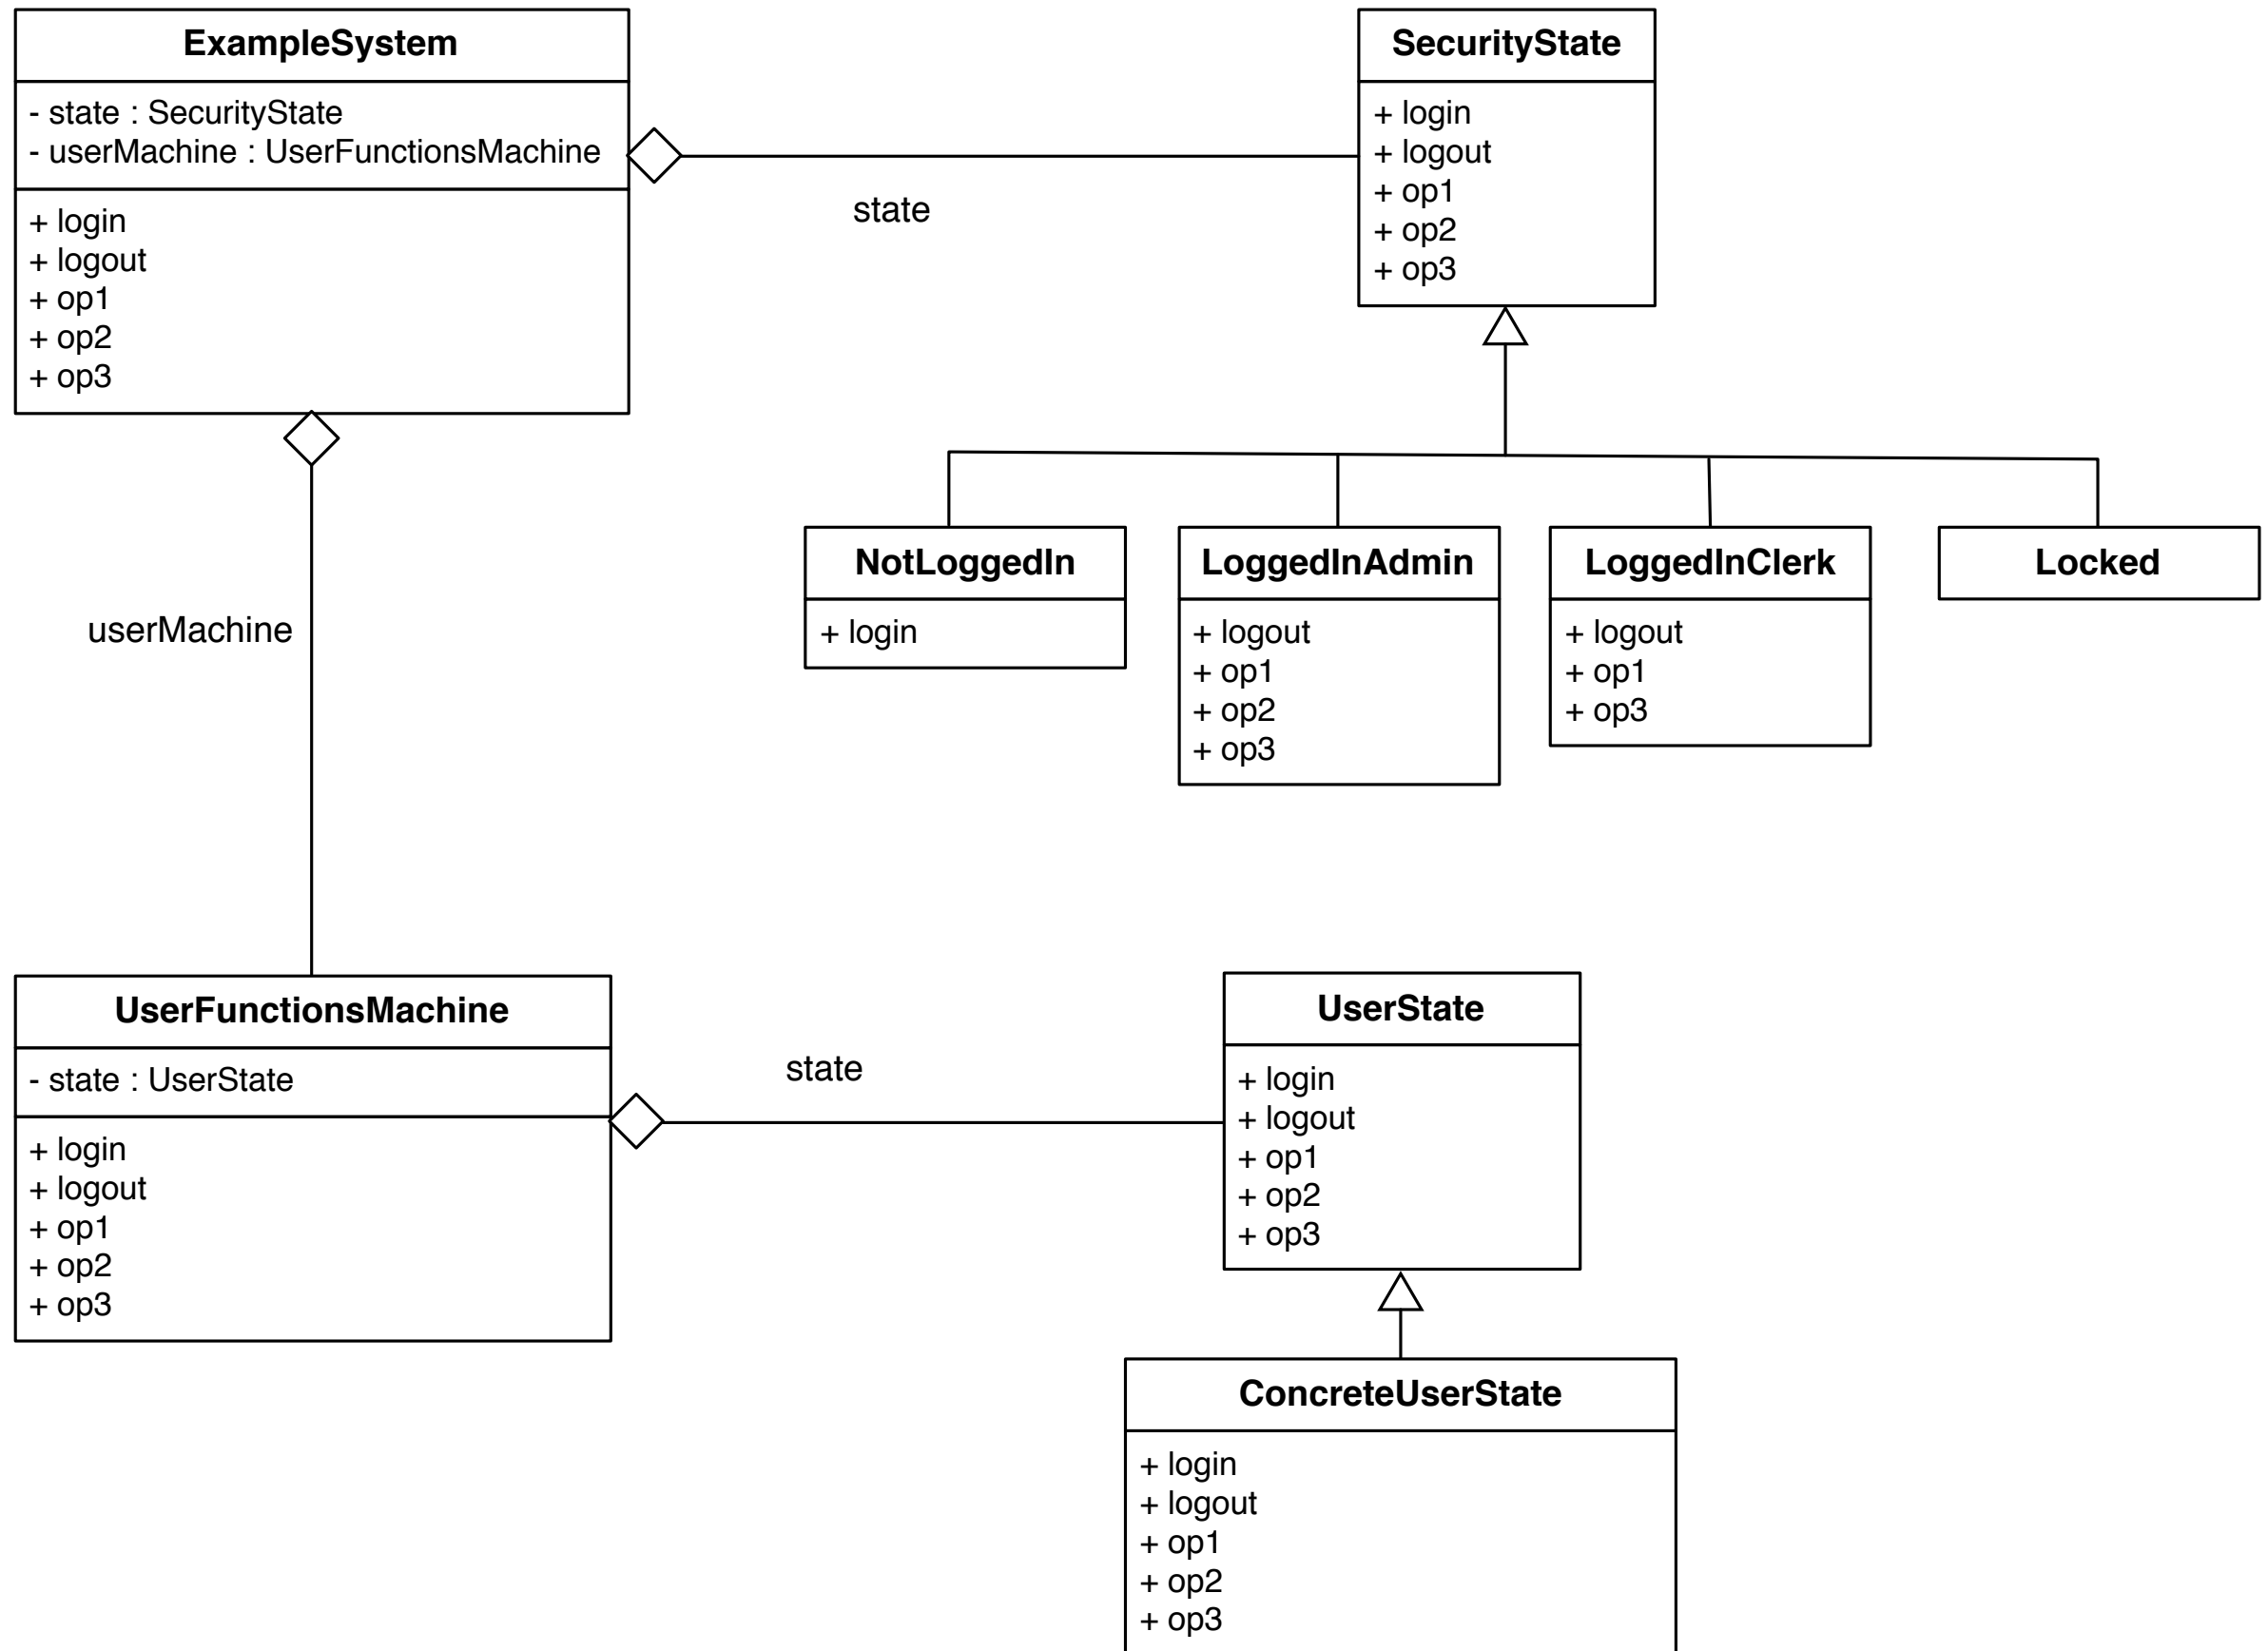 ExampleSystem
- state : SecurityState
- userMachine : UserFunctionsMachine
+ login
+ logout
+ op1
+ op2
+ op3
state
SecurityState
+ login
+ logout
+ op1
+ op2
+ op3
NotLoggedIn
+ login
LoggedInAdmin
+ logout
+ op1
+ op2
+ op3
LoggedInClerk
+ logout
+ op1
+ op3
Locked
userMachine
UserFunctionsMachine
- state : UserState
+ login
+ logout
+ op1
+ op2
+ op3
state
UserState
+ login
+ logout
+ op1
+ op2
+ op3
ConcreteUserState
+ login
+ logout
+ op1
+ op2
+ op3